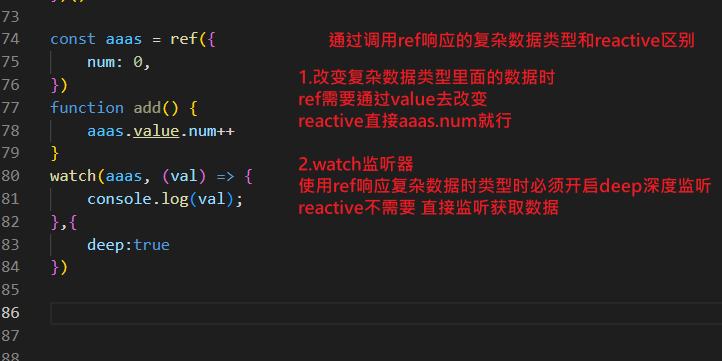 73
74 const aaas = ref({ 通过调用ref响应的复杂数据类型和reactive区别
75 num: 0,
76 }) 1.改变复杂数据类型里面的数据时
77 function add() { ref需要通过value去改变
78 aaas.value.num++ reactive直接aaas.num就行
79 }
80 watch(aaas, (val) => { 2.watch监听器
81 console.log(val); 使用ref响应复杂数据时类型时必须开启deep深度监听
82 },{ reactive不需要 直接监听获取数据
83 deep:true
84 })
85
86
87
88